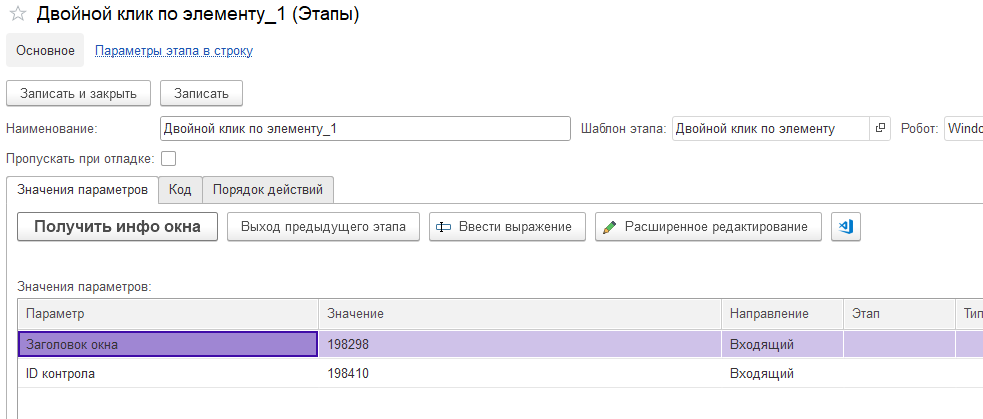 Двойной клик по элементу_1 (Этапы)
Основное Параметры этапа в строку
Записать и закрыть Записать
Наименование: Двойной клик по элементу_1 Шаблон этапа: Двойной клик по элементу Робот: Windo
Пропускать при отладке:
Значения параметров Код Порядок действий
Получить инфо окна Выход предыдущего этапа Ввести выражение Расширенное редактирование
Значения параметров:
Параметр Значение Направление Этап Тип
Заголовок окна 198298 Входящий
ID контрола 198410 Входящий